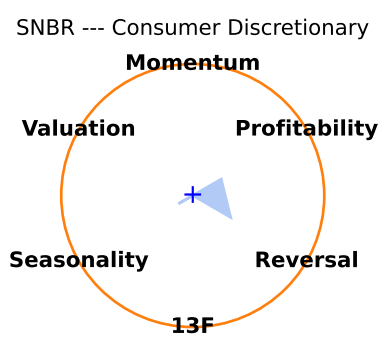 SNBR --- Consumer Discretionary
Momentum
Valuation
Profitability
Seasonality
Reversal
13F